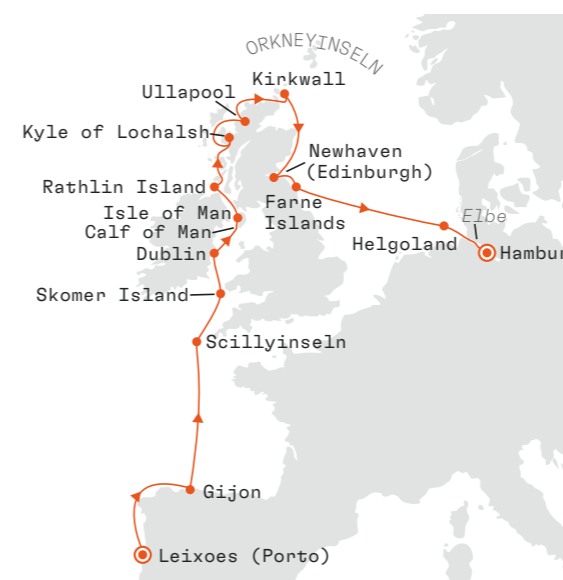 ORKNEYINSELN
Kirkwall
Ullapool
Kyle of Lochalsh
Newhaven
(Edinburgh)
Rathlin Island
Farne
Islands
Isle of Man
Calf of Man
Elbe
Helgoland
Dublin
Hambur
Skomer Island
Scillyinseln
Gijon
Leixoes (Porto)